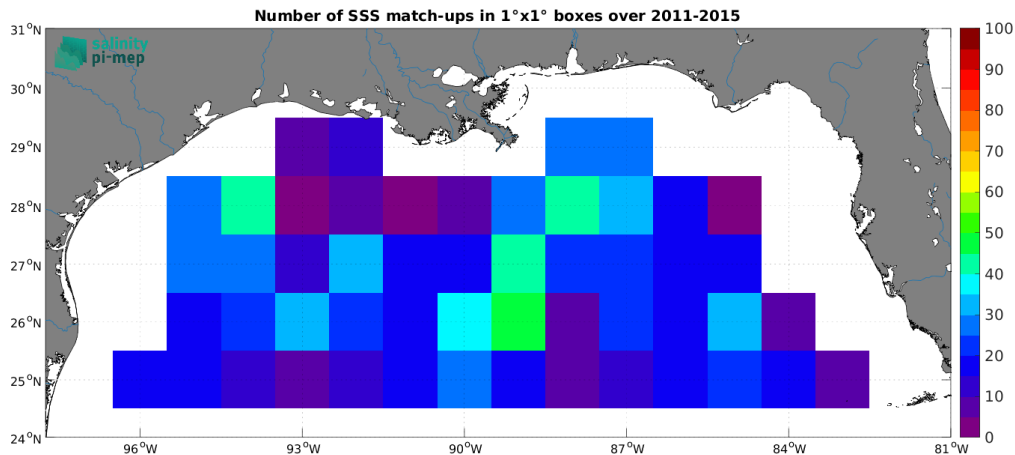 Number of SSS match-ups in 1°x1° boxes over 2011-2015
salinity
pi-mep
31°N
30°N
29°N
28°N
27°N
26°N
25°N
24°N
96°W
93°W
90°W
87°W
84°W
81°W
100
90
80
70
60
50
40
30
20
10
0